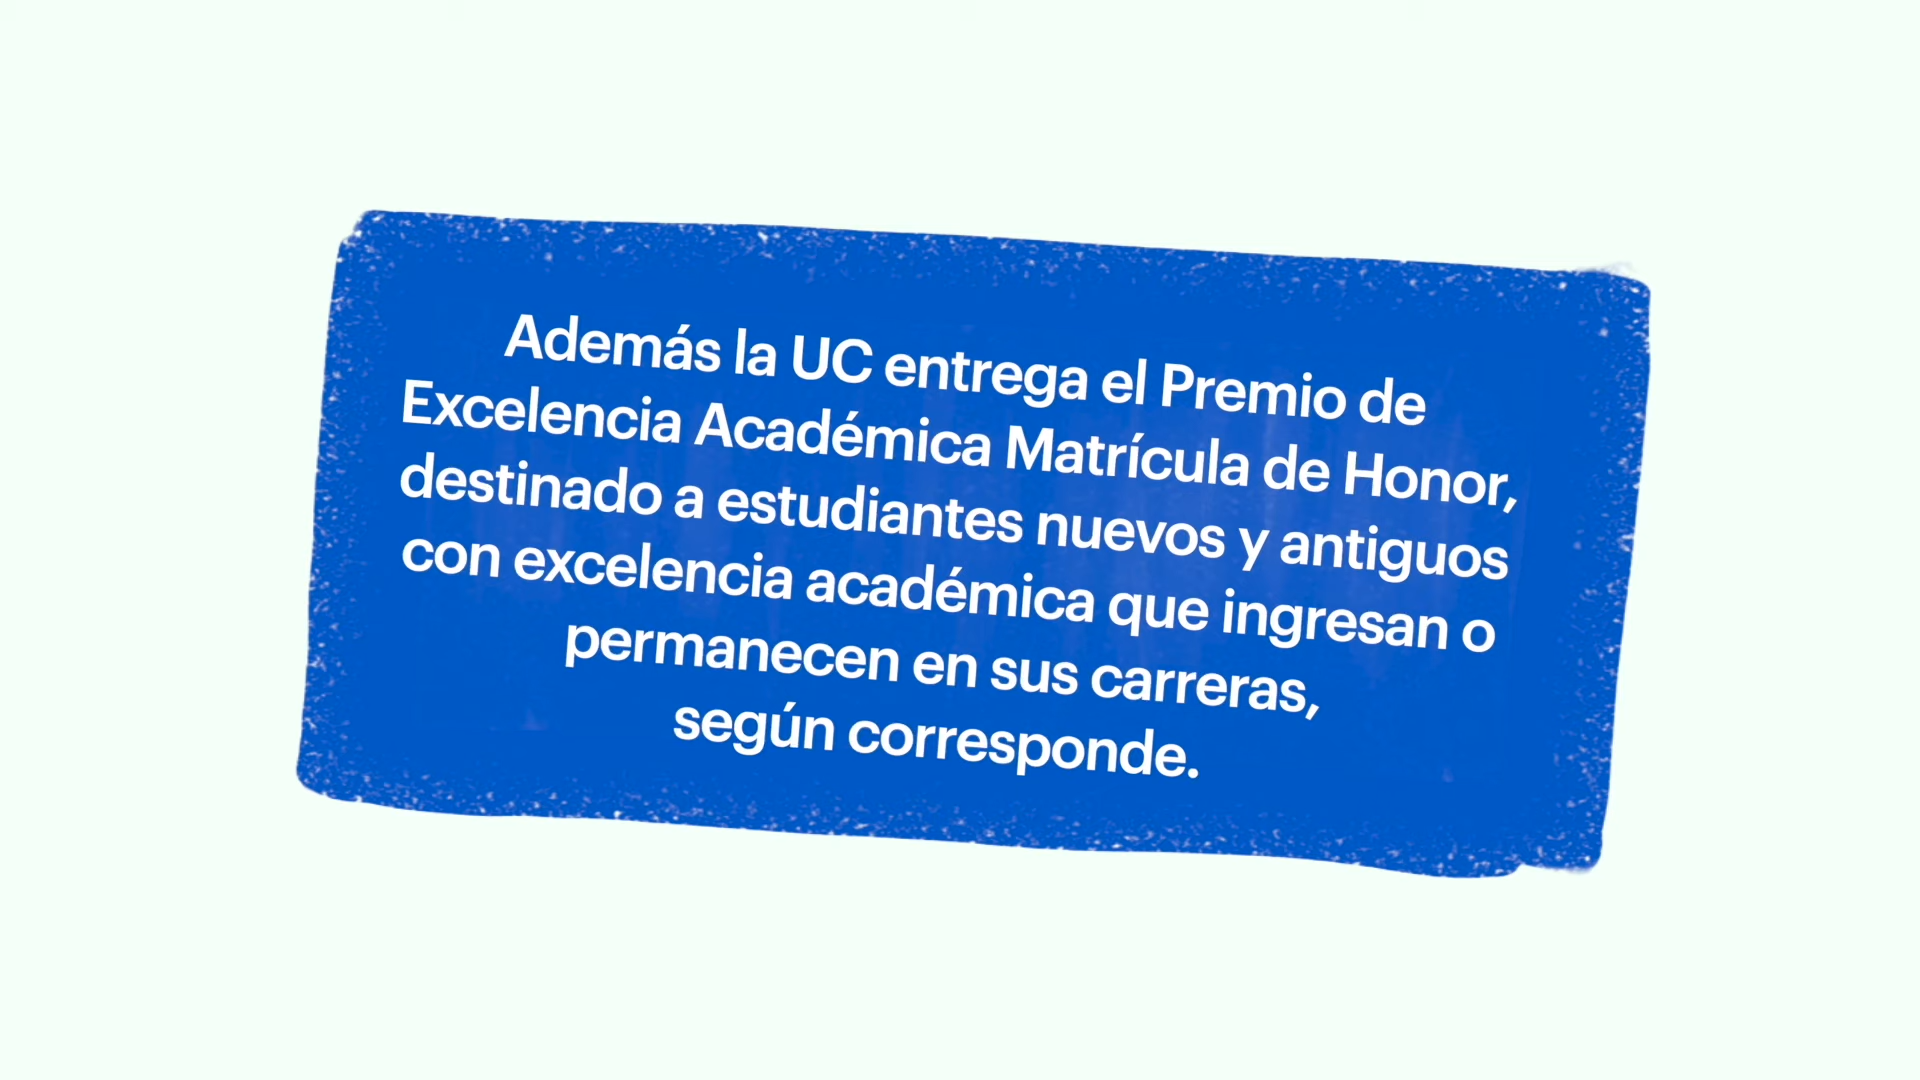 Además la UC entrega el Premio de
Excelencia Académica Matrícula de Honor,
destinado a estudiantes nuevos y antiguos
con excelencia académica que ingresan o
permanecen en sus carreras,
según corresponde.